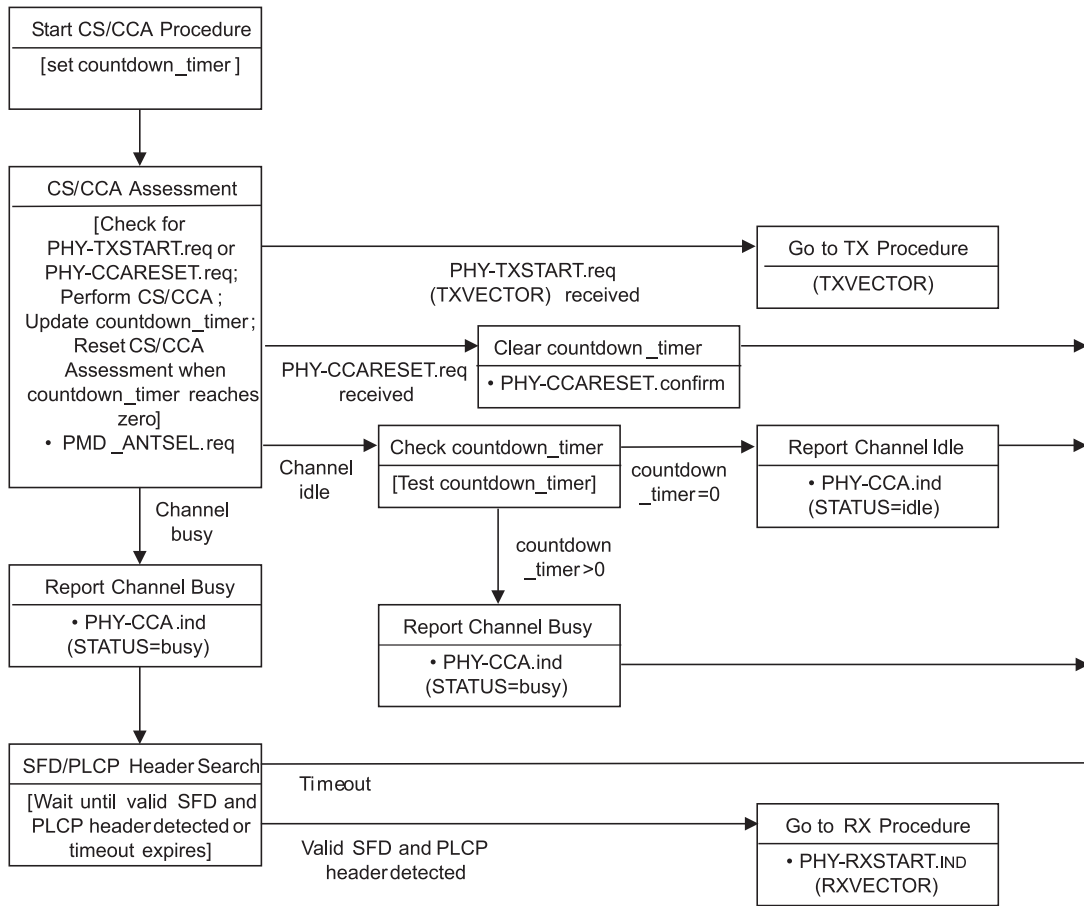 Start CS/CCA Procedure
[set countdown_timer ]
CS/CCA Assessment
[Check for
PHY-TXSTART.req or
PHY-CCARESET.req;
Perform CS/CCA ;
Update countdown_timer;
Reset CS/CCA
Assessment when
countdown_timer reaches
zero]
• PMD _ANTSEL.req
PHY-TXSTART.req
(TXVECTOR) received
Go to TX Procedure
(TXVECTOR)
PHY-CCARESET.req
received
Clear countdown _timer
• PHY-CCARESET.confirm
Channel
idle
Check countdown_timer
[Test countdown_timer]
countdown
_timer=0
Report Channel Idle
• PHY-CCA.ind
(STATUS=idle)
Channel
busy
countdown
_timer>0
Report Channel Busy
• PHY-CCA.ind
(STATUS=busy)
Report Channel Busy
• PHY-CCA.ind
(STATUS=busy)
SFD/PLCP Header Search
[Wait until valid SFD and
PLCP header detected or
timeout expires]
Timeout
Valid SFD and PLCP
header detected
Go to RX Procedure
• PHY-RXSTART.IND
(RXVECTOR)